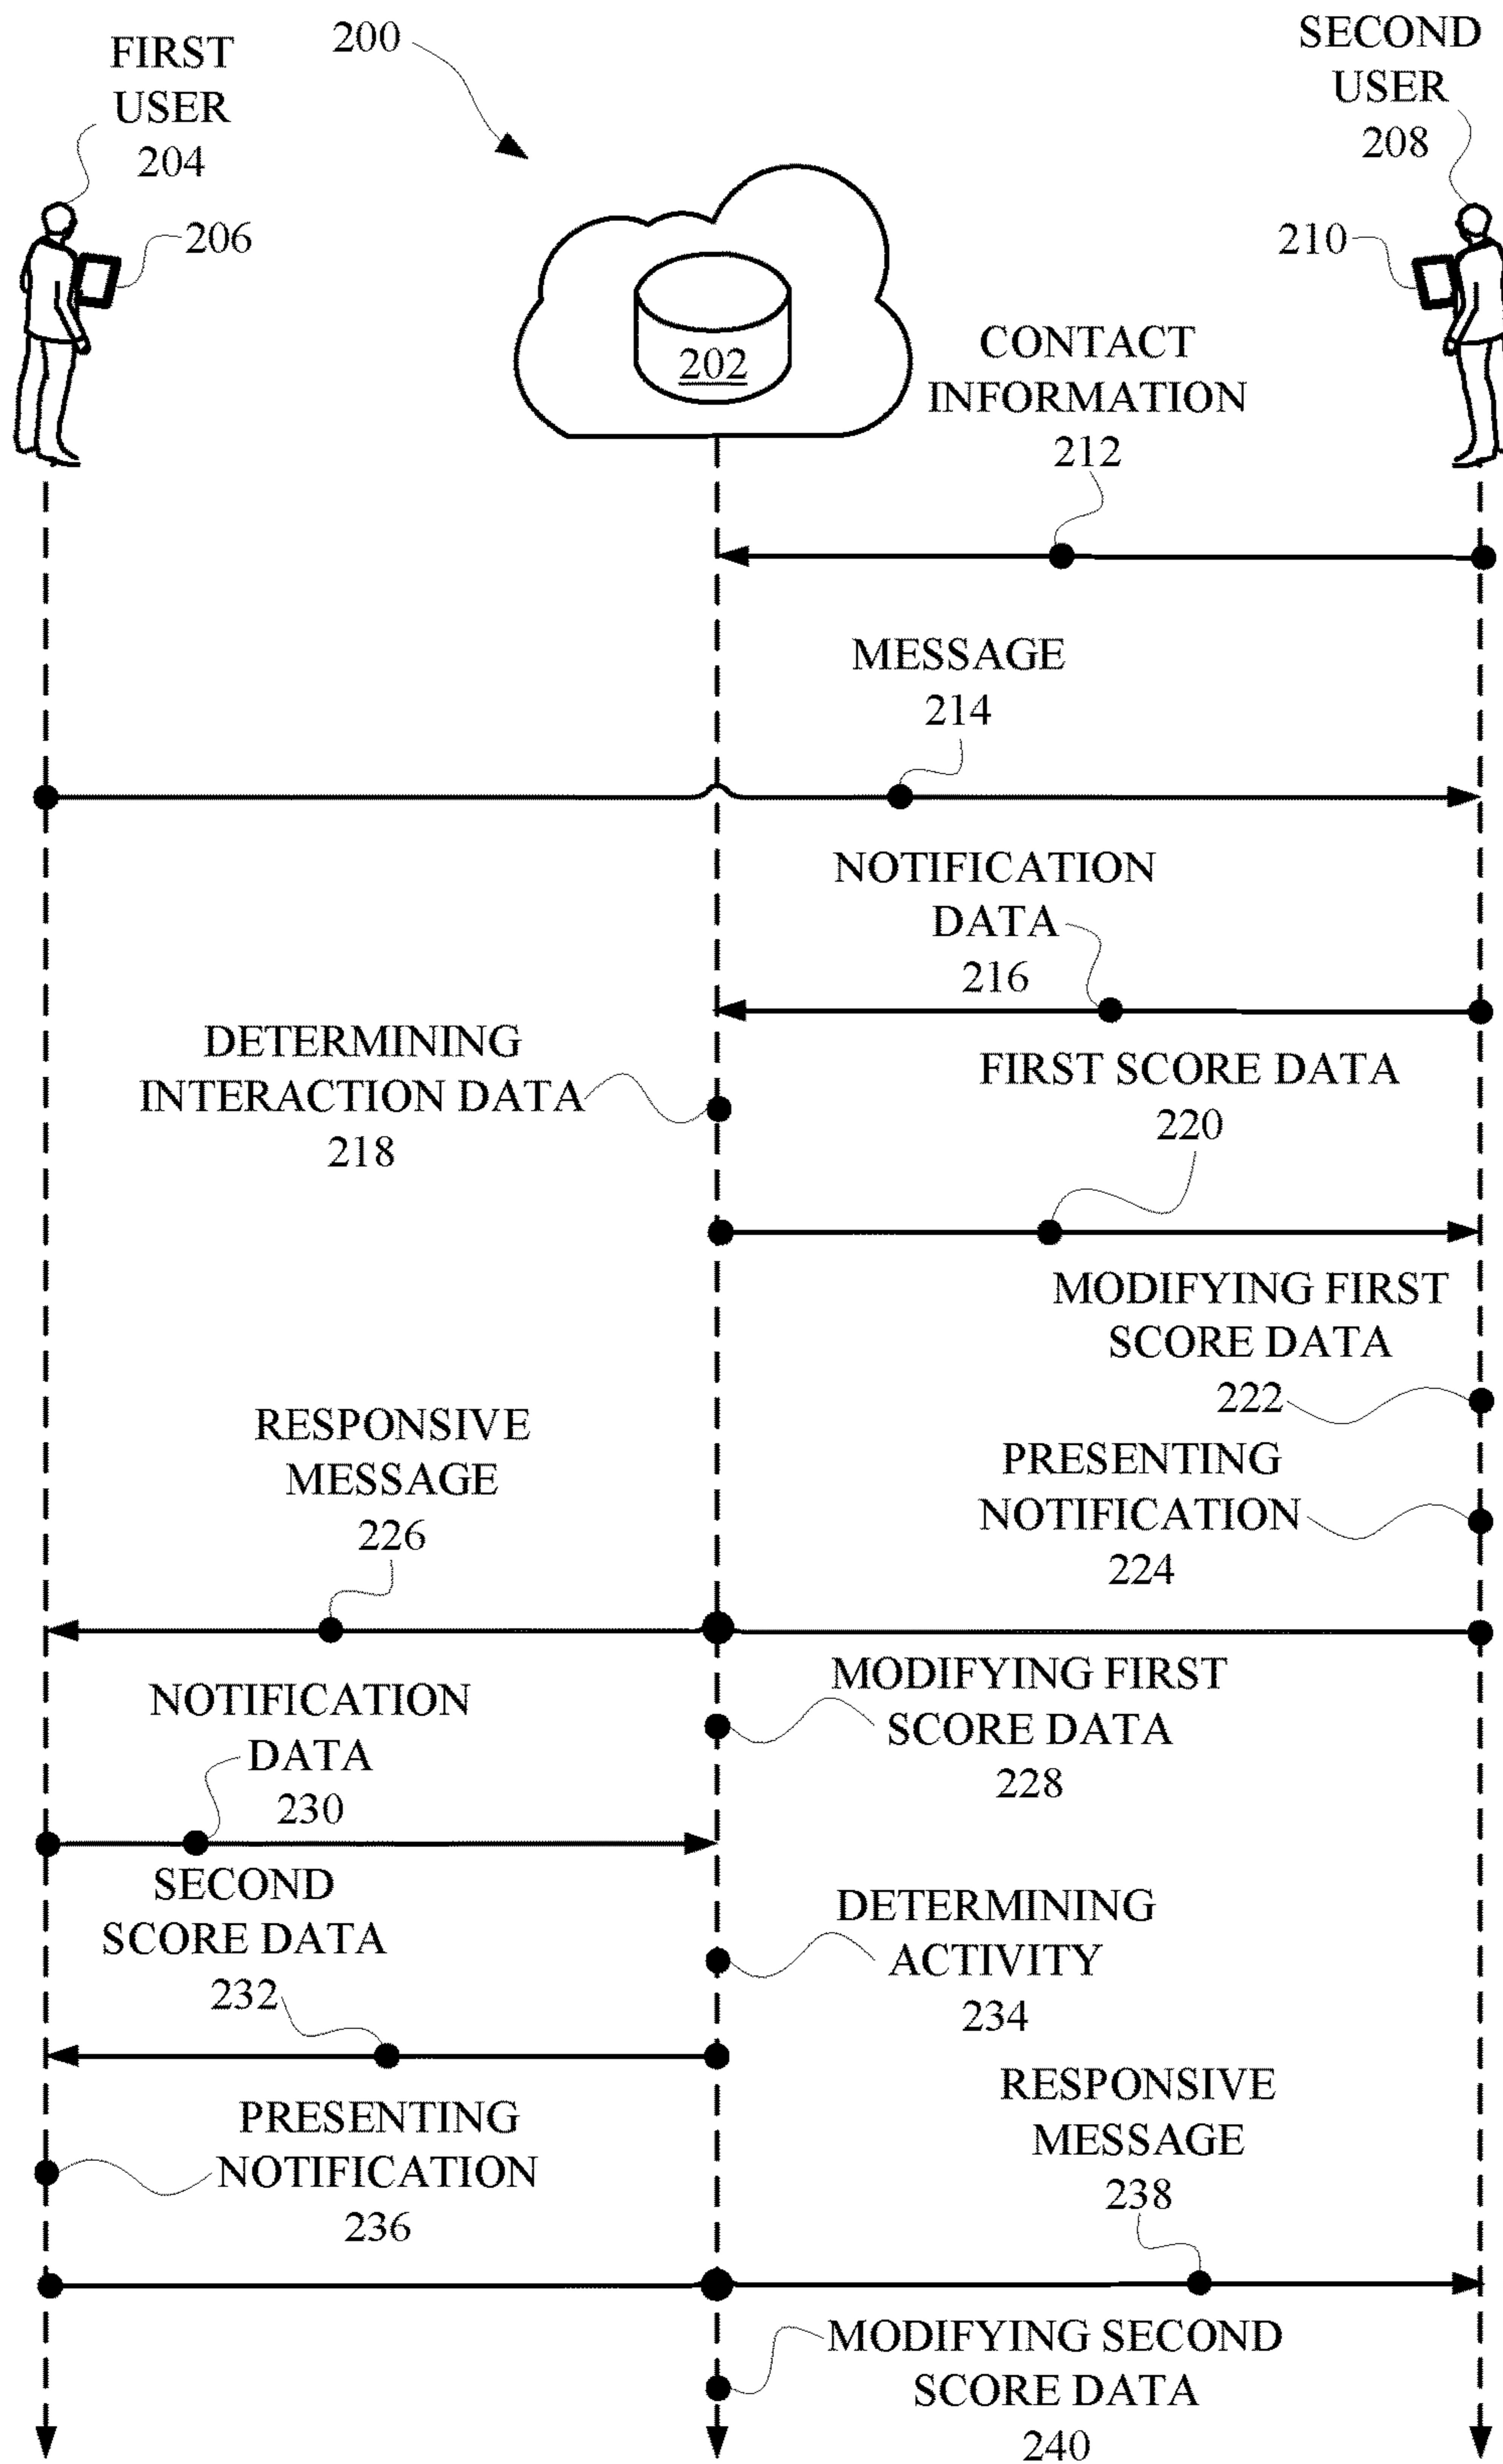 FIRST
USER
204
200
SECOND
USER
208
206
210
202
CONTACT
INFORMATION
212
MESSAGE
214
NOTIFICATION
DATA
216
DETERMINING
INTERACTION DATA
218
FIRST SCORE DATA
220
MODIFYING FIRST
SCORE DATA
222
RESPONSIVE
MESSAGE
226
PRESENTING
NOTIFICATION
224
MODIFYING FIRST
SCORE DATA
228
NOTIFICATION
DATA
230
SECOND
SCORE DATA
232
DETERMINING
ACTIVITY
234
RESPONSIVE
MESSAGE
238
PRESENTING
NOTIFICATION
236
MODIFYING SECOND
SCORE DATA
240